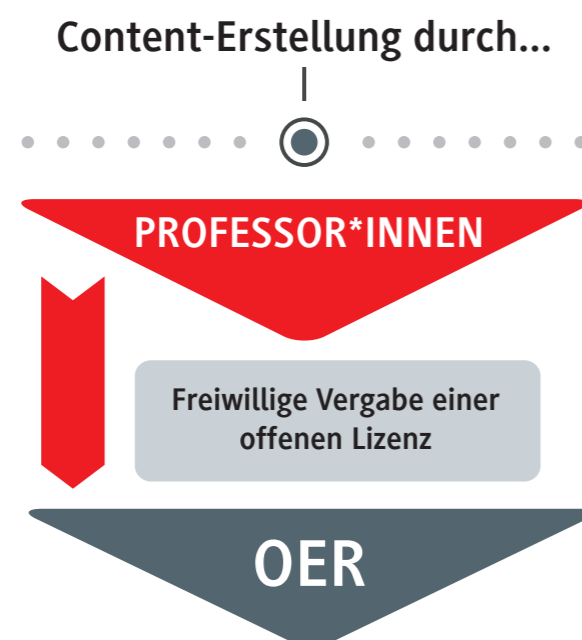 Content-Erstellung durch...
PROFESSOR*INNEN
Freiwillige Vergabe einer
offenen Lizenz
OER